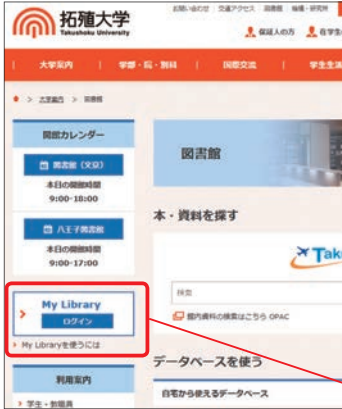 拓殖大学
Takushoku University
お問い合わせ 交通アクセス 図書館 組織・研究所
保証人の方 在学生
大学案内 学部・院・別科 国際交流 学生生活
> 大学案内 > 図書館
開館カレンダー
図書館（文京）
本日の開館時間
9:00-18:00
八王子図書館
本日の開館時間
9:00-17:00
My Library
ログイン
My Libraryを使うには
利用案内
学生・教職員
図書館
本・資料を探す
Tak
検索
館内資料の検索はこちら OPAC
データベースを使う
自宅から使えるデータベース